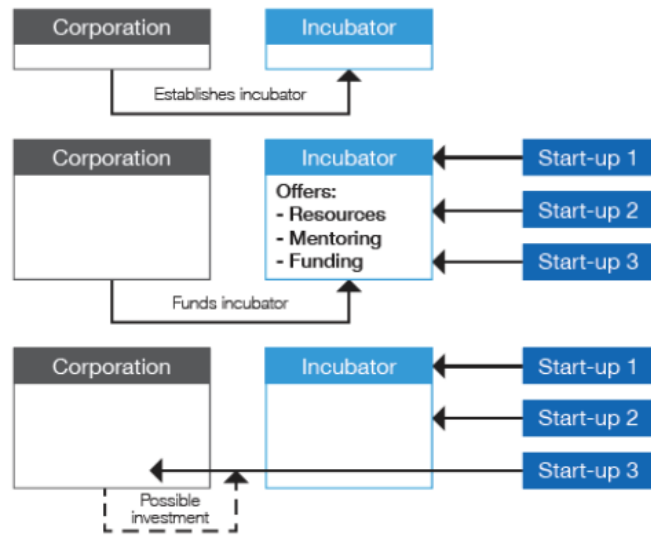 Corporation
Incubator
Establishes incubator
Corporation
Incubator
Start-up 1
Offers:
- Resources
- Mentoring
- Funding
Start-up 2
Start-up 3
Funds incubator
Corporation
Incubator
Start-up 1
Start-up 2
Start-up 3
Possible
investment